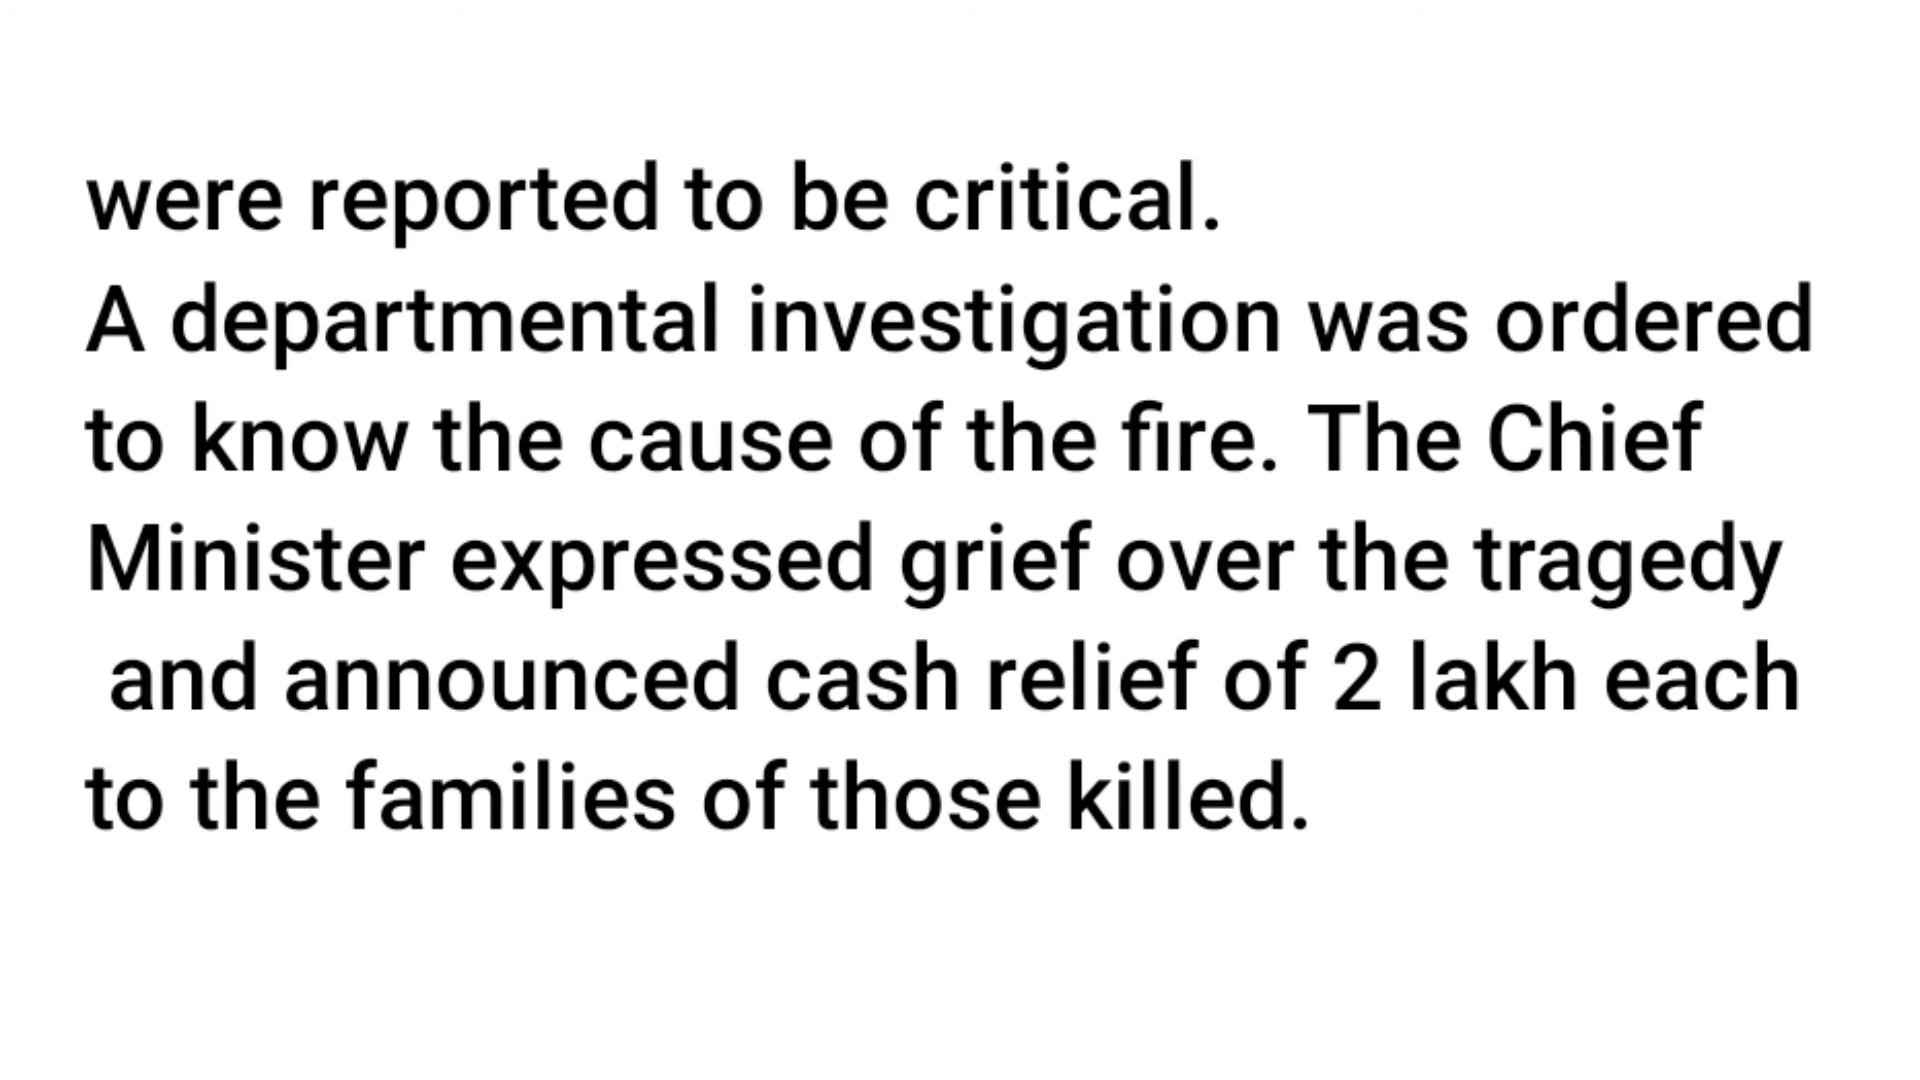 were reported to be critical.
A departmental investigation was ordered
to know the cause of the fire. The Chief
Minister expressed grief over the tragedy
and announced cash relief of 2 lakh each
to the families of those killed.